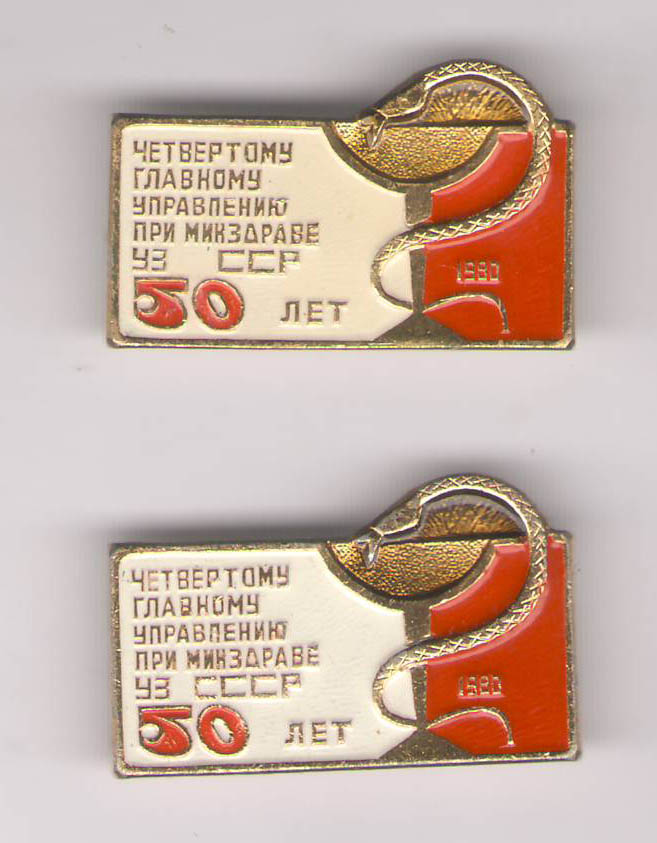 ЧЕТВЕРТОМУ
ГЛАВНОМУ
УПРАВЛЕНИЮ
ПРИ МИНЗДРАВЕ
УЗ ССР
50 ЛЕТ
1980
ЧЕТВЕРТОМУ
ГЛАВНОМУ
УПРАВЛЕНИЮ
ПРИ МИНЗДРАВЕ
УЗ СССР
50 ЛЕТ
1980